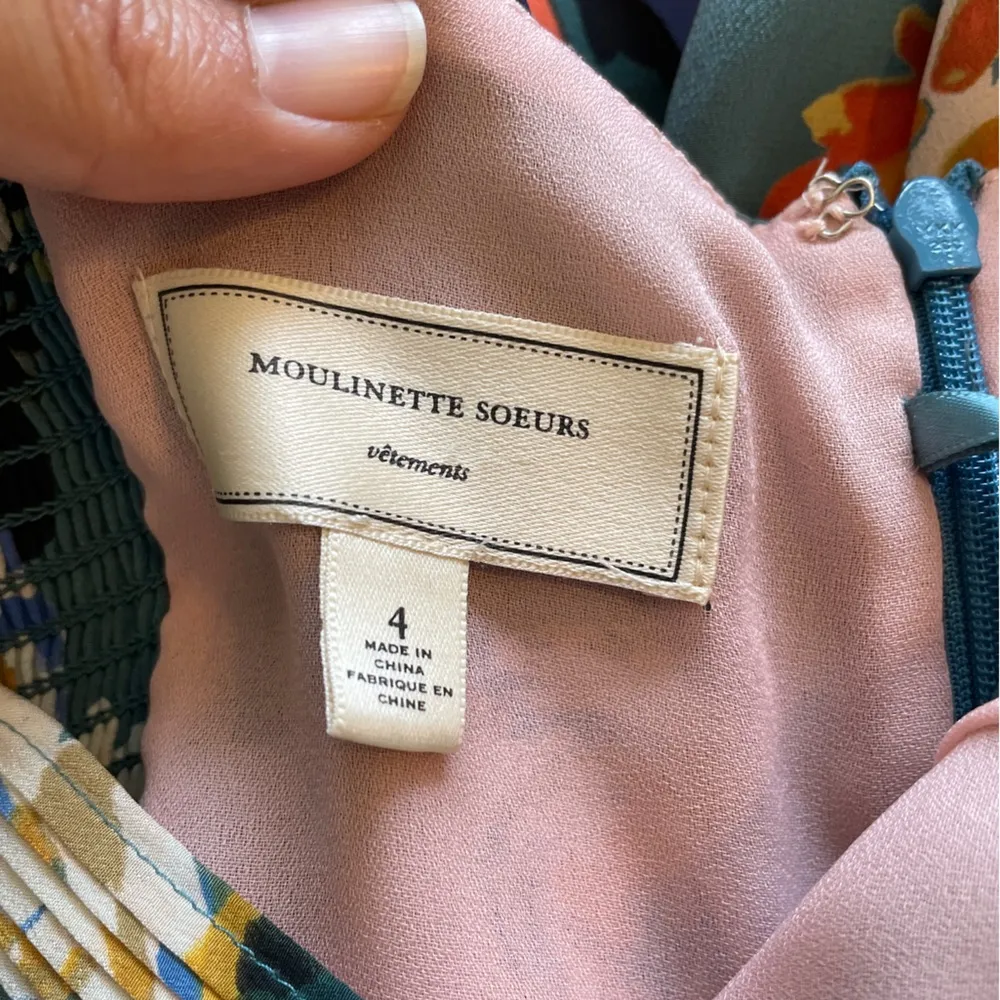 MOULINETTE SOEURS
vêtements
4
MADE IN
CHINA
FABRIQUE EN
CHINE